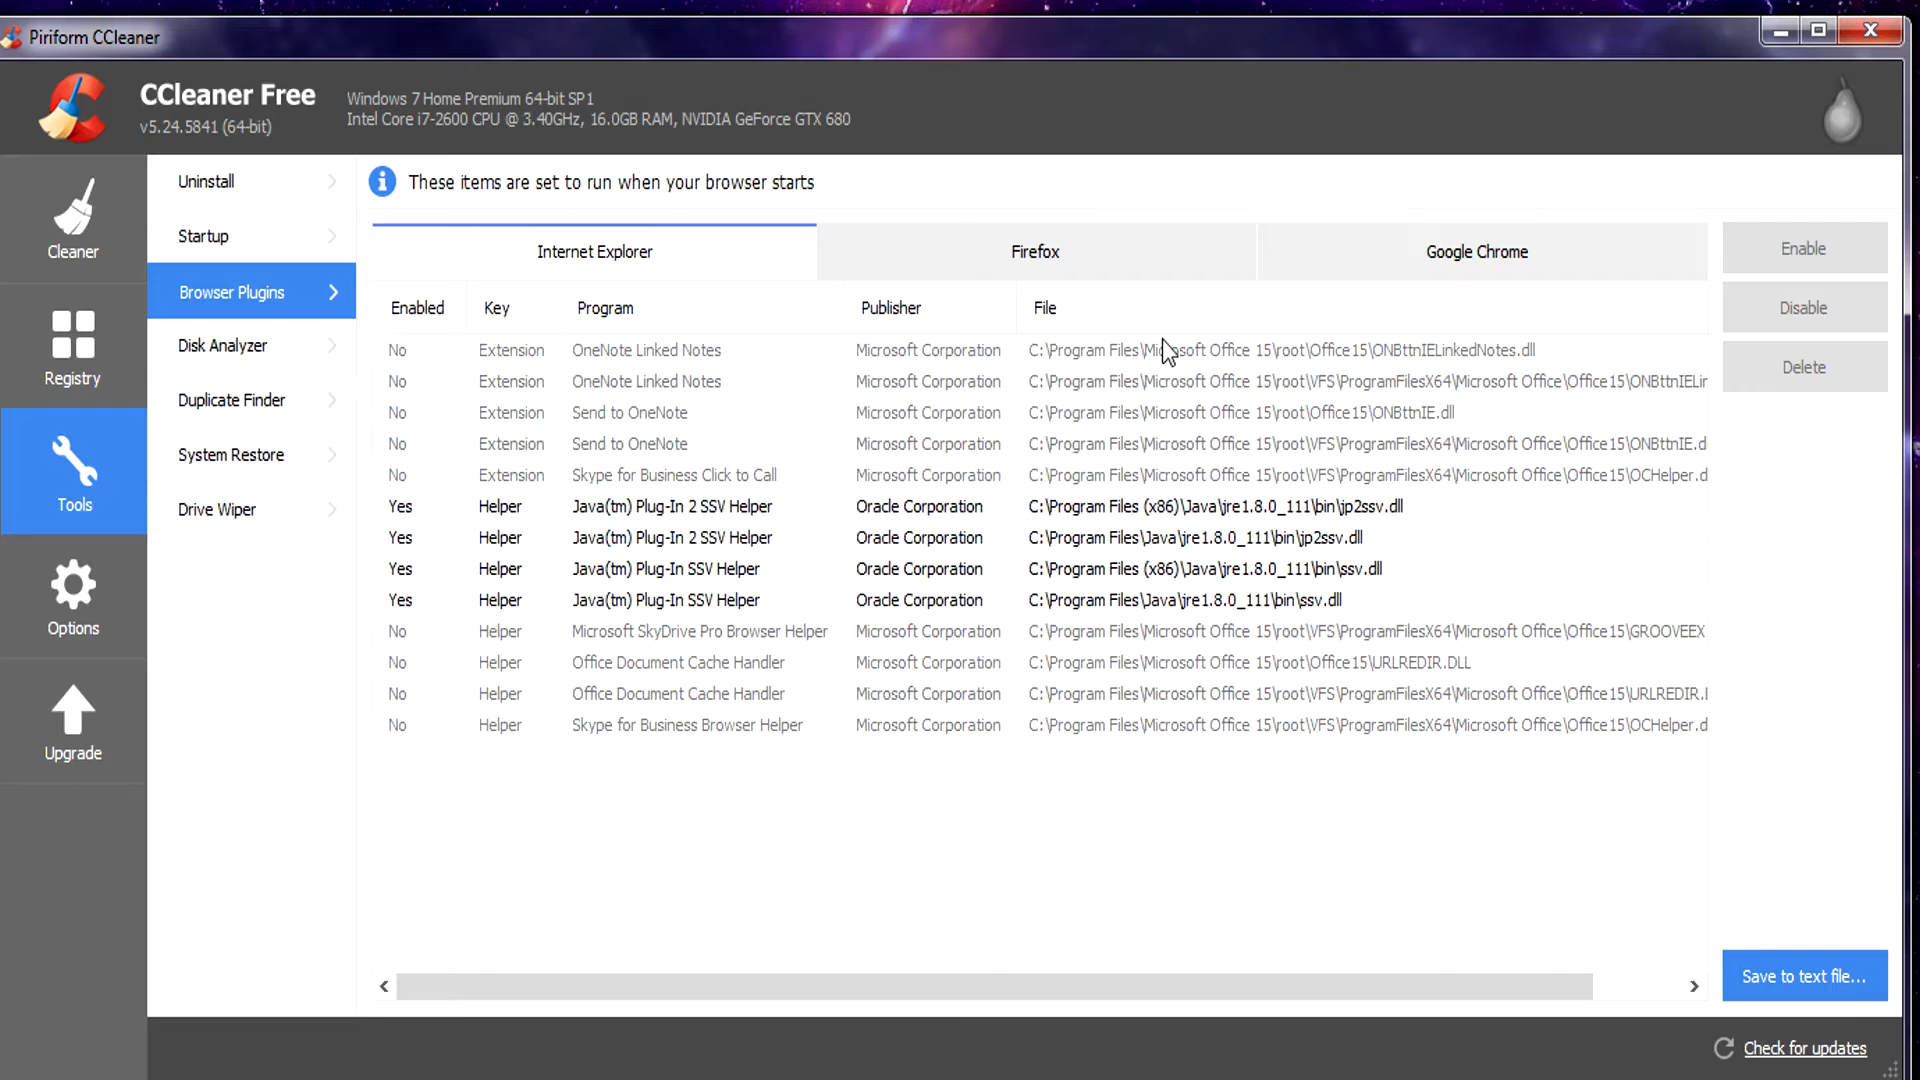 Piriform CCleaner
CCleaner Free
v5.24.5841 (64-bit)
Windows 7 Home Premium 64-bit SP1
Intel Core i7-2600 CPU @ 3.40GHz, 16.0GB RAM, NVIDIA GeForce GTX 680
Cleaner
Registry
Tools
Options
Upgrade
Uninstall
Startup
Browser Plugins
Disk Analyzer
Duplicate Finder
System Restore
Drive Wiper
These items are set to run when your browser starts
Internet Explorer Firefox Google Chrome
Enabled Key Program Publisher File
No Extension OneNote Linked Notes Microsoft Corporation C:\Program Files\Microsoft Office 15\root\Office15\ONBttnIELinkedNotes.dll
No Extension OneNote Linked Notes Microsoft Corporation C:\Program Files\Microsoft Office 15\root\VFS\ProgramFilesX64\Microsoft Office\Office15\ONBttnIELir
No Extension Send to OneNote Microsoft Corporation C:\Program Files\Microsoft Office 15\root\Office15\ONBttnIE.dll
No Extension Send to OneNote Microsoft Corporation C:\Program Files\Microsoft Office 15\root\VFS\ProgramFilesX64\Microsoft Office\Office15\ONBttnIE.d
No Extension Skype for Business Click to Call Microsoft Corporation C:\Program Files\Microsoft Office 15\root\VFS\ProgramFilesX64\Microsoft Office\Office15\OCHelper.d
Yes Helper Java(tm) Plug-In 2 SSV Helper Oracle Corporation C:\Program Files (x86)\Java\jre1.8.0_111\bin\jp2ssv.dll
Yes Helper Java(tm) Plug-In 2 SSV Helper Oracle Corporation C:\Program Files\Java\jre1.8.0_111\bin\jp2ssv.dll
Yes Helper Java(tm) Plug-In SSV Helper Oracle Corporation C:\Program Files (x86)\Java\jre1.8.0_111\bin\ssv.dll
Yes Helper Java(tm) Plug-In SSV Helper Oracle Corporation C:\Program Files\Java\jre1.8.0_111\bin\ssv.dll
No Helper Microsoft SkyDrive Pro Browser Helper Microsoft Corporation C:\Program Files\Microsoft Office 15\root\VFS\ProgramFilesX64\Microsoft Office\Office15\GROOVEEX
No Helper Office Document Cache Handler Microsoft Corporation C:\Program Files\Microsoft Office 15\root\Office15\URLREDIR.DLL
No Helper Office Document Cache Handler Microsoft Corporation C:\Program Files\Microsoft Office 15\root\VFS\ProgramFilesX64\Microsoft Office\Office15\URLREDIR.
No Helper Skype for Business Browser Helper Microsoft Corporation C:\Program Files\Microsoft Office 15\root\VFS\ProgramFilesX64\Microsoft Office\Office15\OCHelper.d
Enable
Disable
Delete
Save to text file...
Check for updates